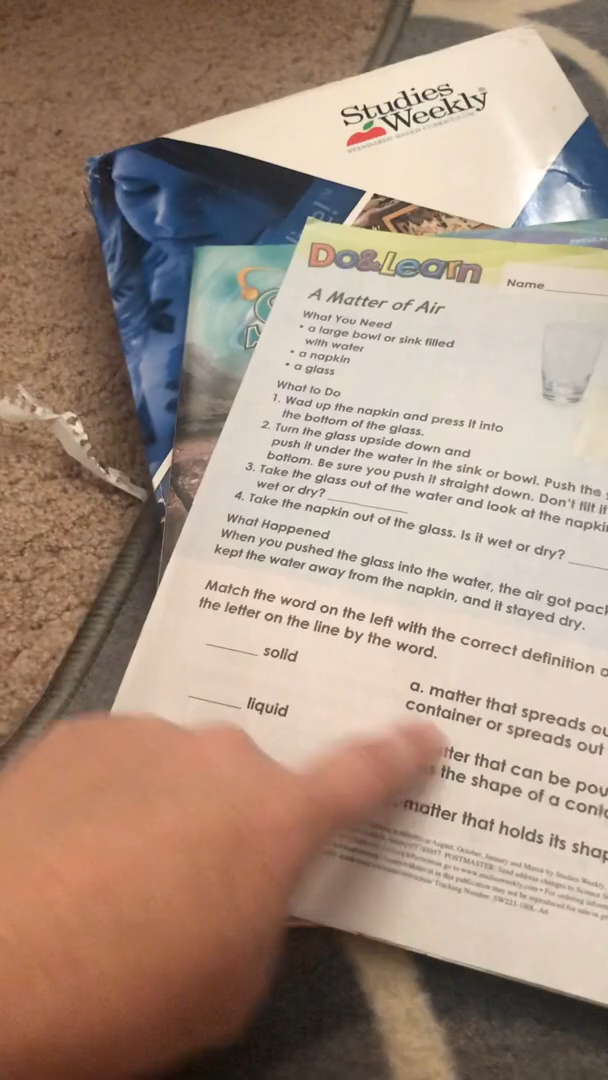 Studies
Weekly
Do&Learn
Name
A Matter of Air
What You Need
• a large bowl or sink filled
with water
• a napkin
• a glass
What to Do
1. Wad up the napkin and press it into
the bottom of the glass.
2. Turn the glass upside down and
push it under the water in the sink or bowl. Push the
bottom. Be sure you push it straight down. Don't tilt it
3. Take the glass out of the water and look at the
wet or dry?
4. Take the napkin out of the glass. Is it wet or dry?
What Happened
When you pushed the glass into the water, the air got
kept the water away from the napkin, and it stayed dry.
Match the word on the left with the correct definition
the letter on the line by the word.
solid
liquid
a. matter that spreads
container or spreads out
that can be
the shape of a
matter that holds its